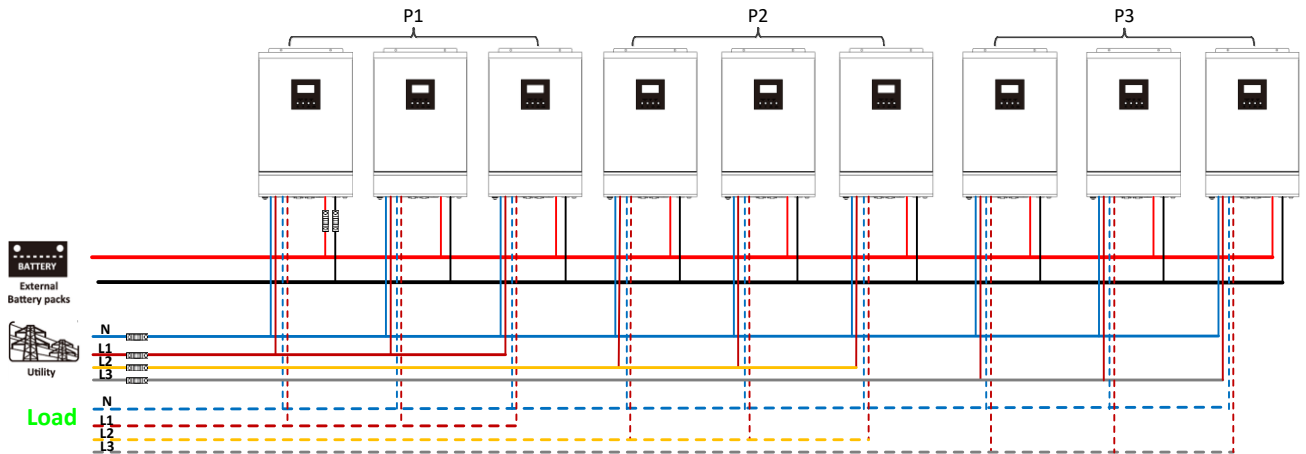 P1
P2
P3
BATTERY
External
Battery packs
Utility
N
L1
L2
L3
Load
N
L1
L2
L3